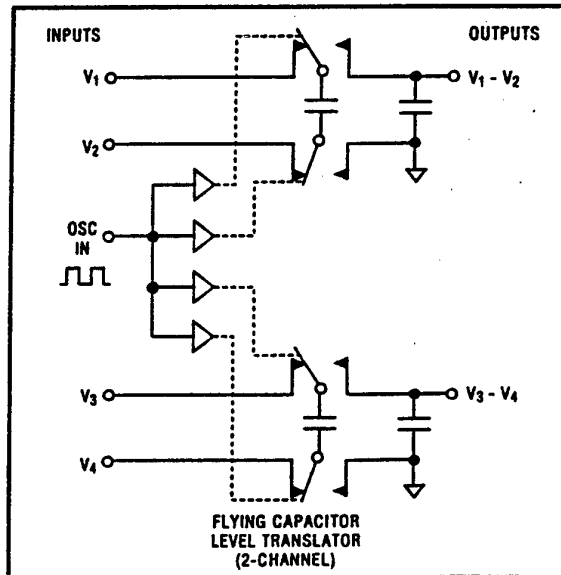 INPUTS
OUTPUTS
V1
V1 - V2
V2
OSC
IN
V3
V3 - V4
V4
FLYING CAPACITOR
LEVEL TRANSLATOR
(2-CHANNEL)